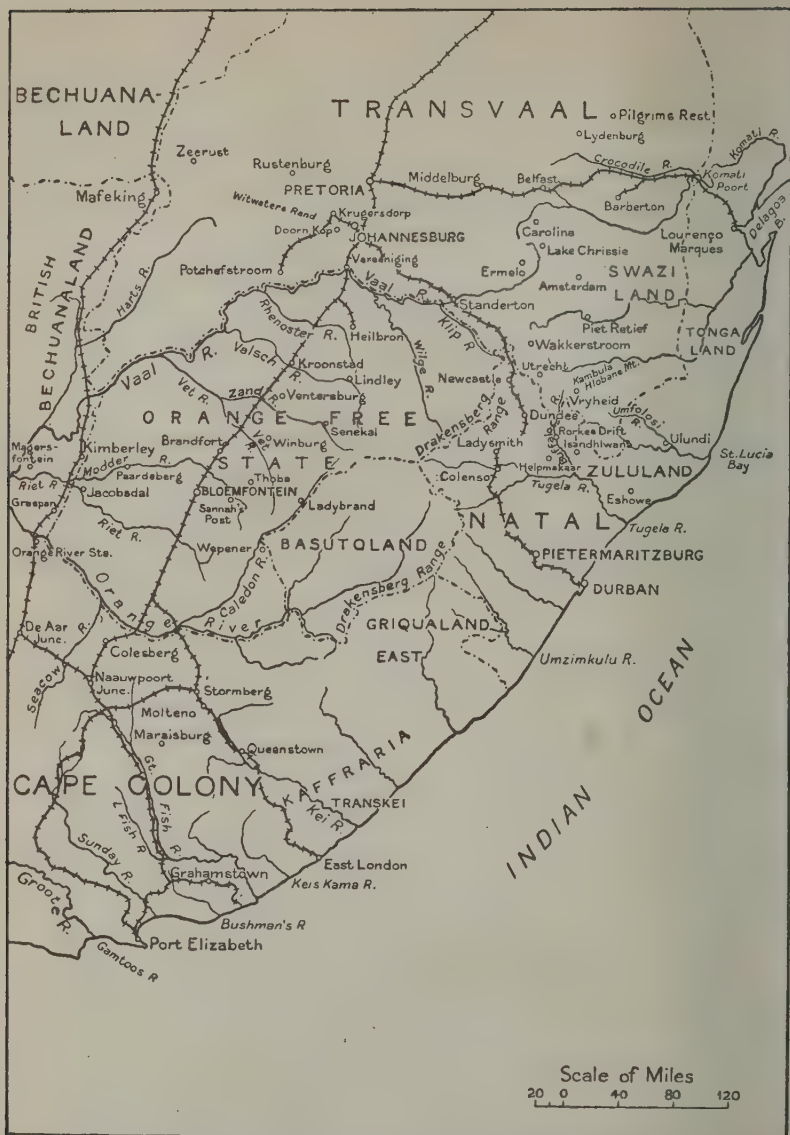 BECHUANA-
LAND
TRANSVAAL
Pilgrims Rest
Lydenburg
Zeerust
Rustenburg
Crocodile R.
Komati R.
Middelburg
Belfast
Komati
Poort
PRETORIA
Mafeking
Witwaters Rand
Krugersdorp
Barberton
Delagoa
B.
Doorn Kop
JOHANNESBURG
Carolina
Lourenço
Marques
Lake Chrissie
Vereeniging
Potchefstroom
Ermelo
SWAZI
LAND
Amsterdam
BRITISH
BECHUANALAND
Harts R.
Vaal R.
Standerton
Rhenoster R.
Klip R
Piet Retief
TONGA
LAND
Heilbron
Wakkerstroom
Wilge R.
Valsch R.
Kroonstad
Utrecht
Vaal R.
Lindley
Newcastle
Kambula
Hlobane Mt.
Vet R.
Zand R.
Ventersburg
Vryheid
Umfolosi
R.
ORANGE FREE
STATE
Senekal
Drakensberg
Range
Dundee
Rorkes Drift
Ulundi
Isandhlwana
Magers-
fontein
Kimberley
Brandfort
Vet R.
Winburg
Ladysmith
St. Lucia
Bay
Modder R.
Paardeberg
Thoba
Helpmakaar
ZULULAND
Riet R
Jacobsdal
BLOEMFONTEIN
Colenso
Tugela R.
Sannah's
Post
Ladybrand
Eshowe
Graspan
Riet R.
NATAL
Tugela R.
Orange River Sta.
Wepener
BASUTOLAND
PIETERMARITZBURG
Orange River
Caledon R.
Drakensberg Range
DURBAN
De Aar
Junc.
GRIQUALAND
EAST
Colesberg
Umzimkulu R.
Seacow R.
Naauwpoort
Junc.
Stormberg
INDIAN OCEAN
Molteno
Maraisburg
Queenstown
CAPE COLONY
KAFFRARIA
Gt. Fish R.
TRANSKEI
L Fish R
Kei R.
Sunday R.
East London
Grahamstown
Keis Kama R.
Groote R.
Bushman's R
Port Elizabeth
Gamtoos R
Scale of Miles
20 0 40 80 120